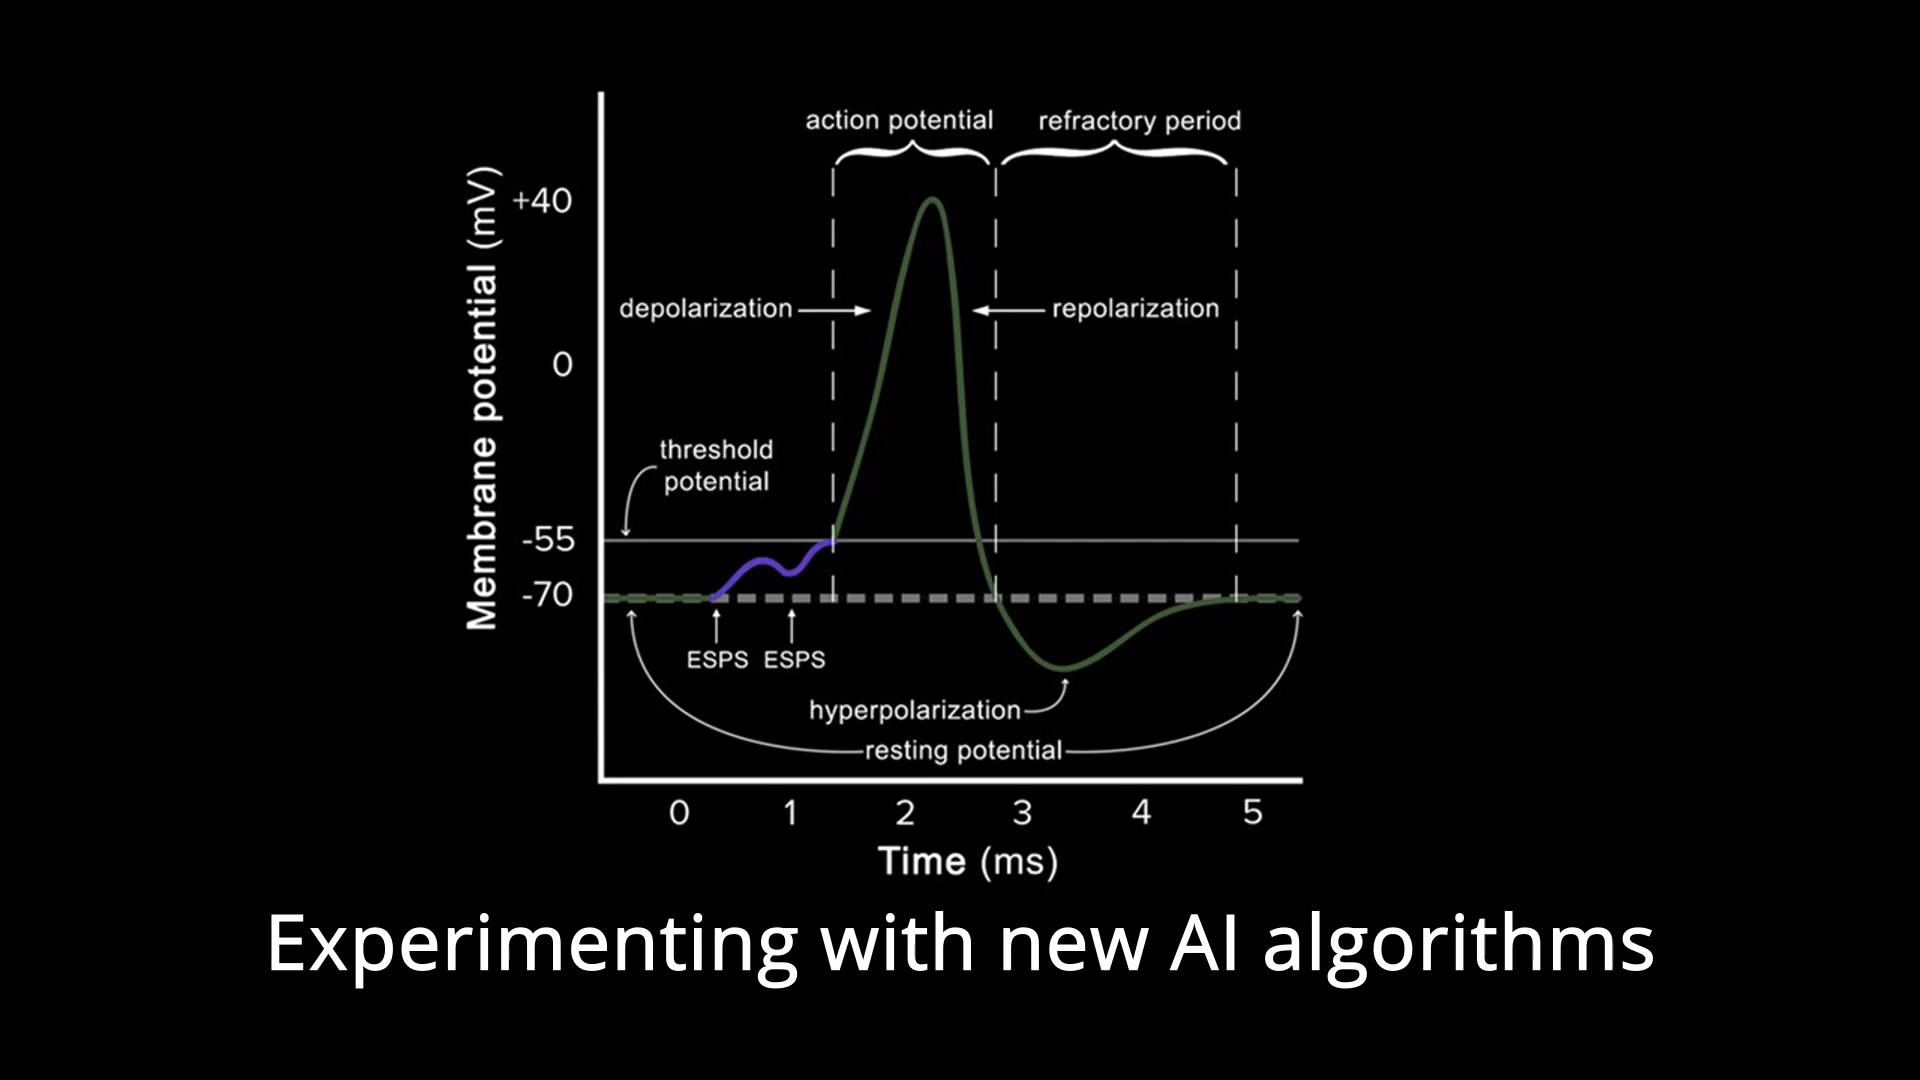 action potential
refractory period
Membrane potential (mV)
+40
depolarization
repolarization
0
threshold
potential
-55
-70
ESPS
ESPS
hyperpolarization
resting potential
0 1 2 3 4 5
Time (ms)
Experimenting with new AI algorithms